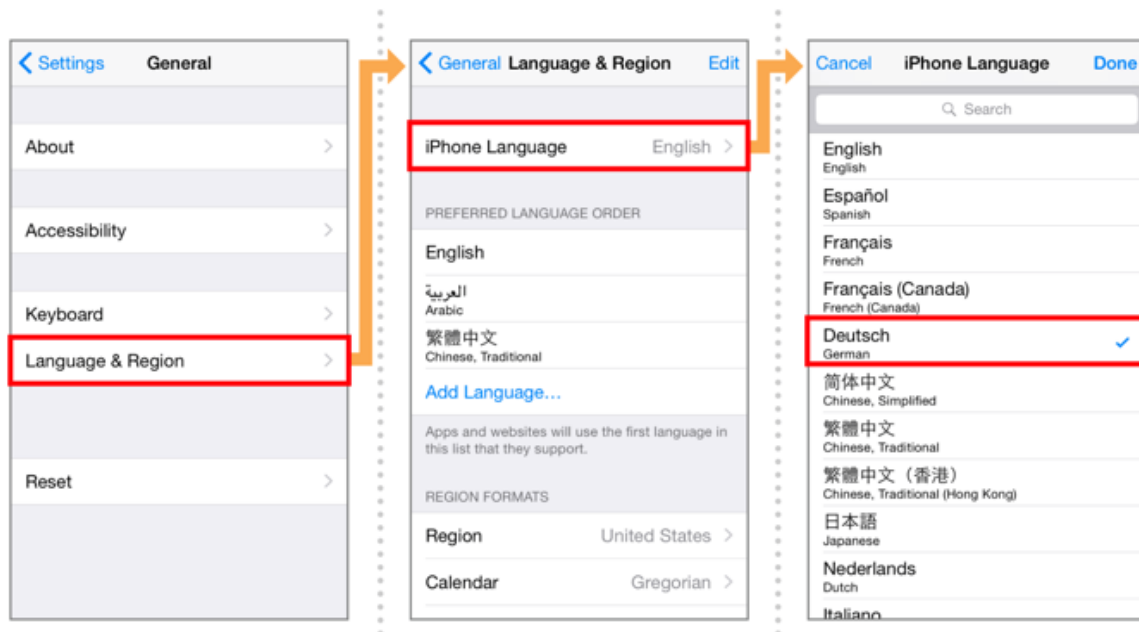 Settings General
About
Accessibility
Keyboard
Language & Region
Reset
General Language & Region Edit
iPhone Language English
PREFERRED LANGUAGE ORDER
English
العربية
Arabic
繁體中文
Chinese, Traditional
Add Language...
Apps and websites will use the first language in
this list that they support.
REGION FORMATS
Region United States
Calendar Gregorian
Cancel iPhone Language Done
Search
English
English
Español
Spanish
Français
French
Français (Canada)
French (Canada)
Deutsch
German
简体中文
Chinese, Simplified
繁體中文
Chinese, Traditional
繁體中文（香港）
Chinese, Traditional (Hong Kong)
日本語
Japanese
Nederlands
Dutch
Italiano